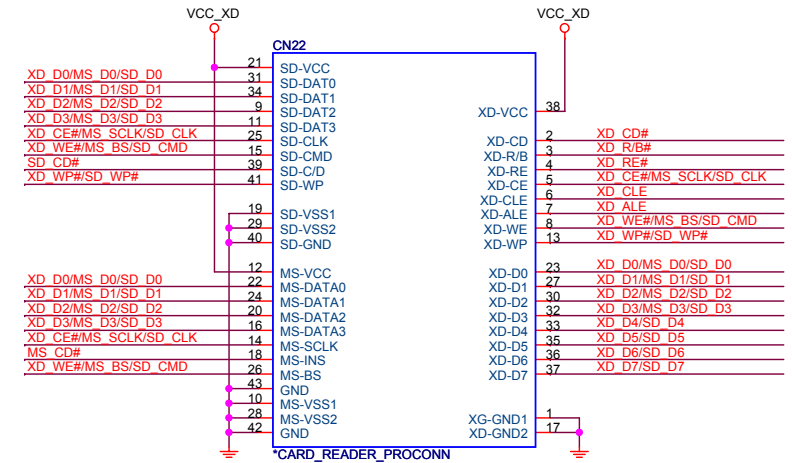 VCC_XD
VCC_XD
CN22
21 SD-VCC
XD_D0/MS_D0/SD_D0 31 SD-DAT0
XD_D1/MS_D1/SD_D1 34 SD-DAT1
XD_D2/MS_D2/SD_D2 9 SD-DAT2
XD_D3/MS_D3/SD_D3 11 SD-DAT3
XD_CE#/MS_SCLK/SD_CLK 25 SD-CLK
XD_WE#/MS_BS/SD_CMD 15 SD-CMD
SD_CD# 39 SD-C/D
XD_WP#/SD_WP# 41 SD-WP
19 SD-VSS1
29 SD-VSS2
40 SD-GND
12 MS-VCC
XD_D0/MS_D0/SD_D0 22 MS-DATA0
XD_D1/MS_D1/SD_D1 24 MS-DATA1
XD_D2/MS_D2/SD_D2 20 MS-DATA2
XD_D3/MS_D3/SD_D3 16 MS-DATA3
XD_CE#/MS_SCLK/SD_CLK 14 MS-SCLK
MS_CD# 18 MS-INS
XD_WE#/MS_BS/SD_CMD 26 MS-BS
43 GND
10 MS-VSS1
28 MS-VSS2
42 GND
XD-VCC 38
XD-CD 2 XD_CD#
XD-R/B 3 XD_R/B#
XD-RE 4 XD_RE#
XD-CE 5 XD_CE#/MS_SCLK/SD_CLK
XD-CLE 6 XD_CLE
XD-ALE 7 XD_ALE
XD-WE 8 XD_WE#/MS_BS/SD_CMD
XD-WP 13 XD_WP#/SD_WP#
XD-D0 23 XD_D0/MS_D0/SD_D0
XD-D1 27 XD_D1/MS_D1/SD_D1
XD-D2 30 XD_D2/MS_D2/SD_D2
XD-D3 32 XD_D3/MS_D3/SD_D3
XD-D4 33 XD_D4/SD_D4
XD-D5 35 XD_D5/SD_D5
XD-D6 36 XD_D6/SD_D6
XD-D7 37 XD_D7/SD_D7
XG-GND1 1
XD-GND2 17
*CARD_READER_PROCONN